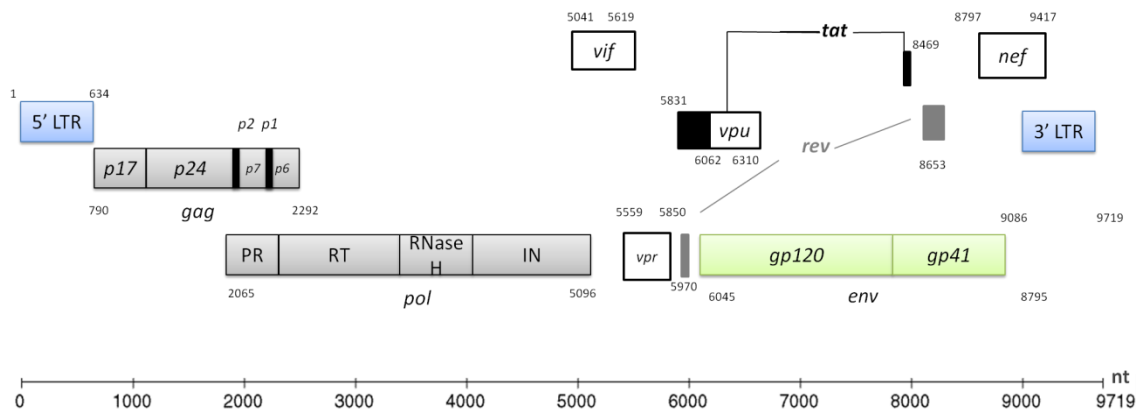 5041 5619 8797 9417
vif tat 8469 nef
1 634 5831
5' LTR p2 p1 vpu rev 3' LTR
p17 p24 p7 p6 6062 6310 8653
790 gag 2292 5559 5850 9086 9719
PR RT RNase H IN vpr gp120 gp41
2065 pol 5096 5970 6045 env 8795
nt
0 1000 2000 3000 4000 5000 6000 7000 8000 9000 9719